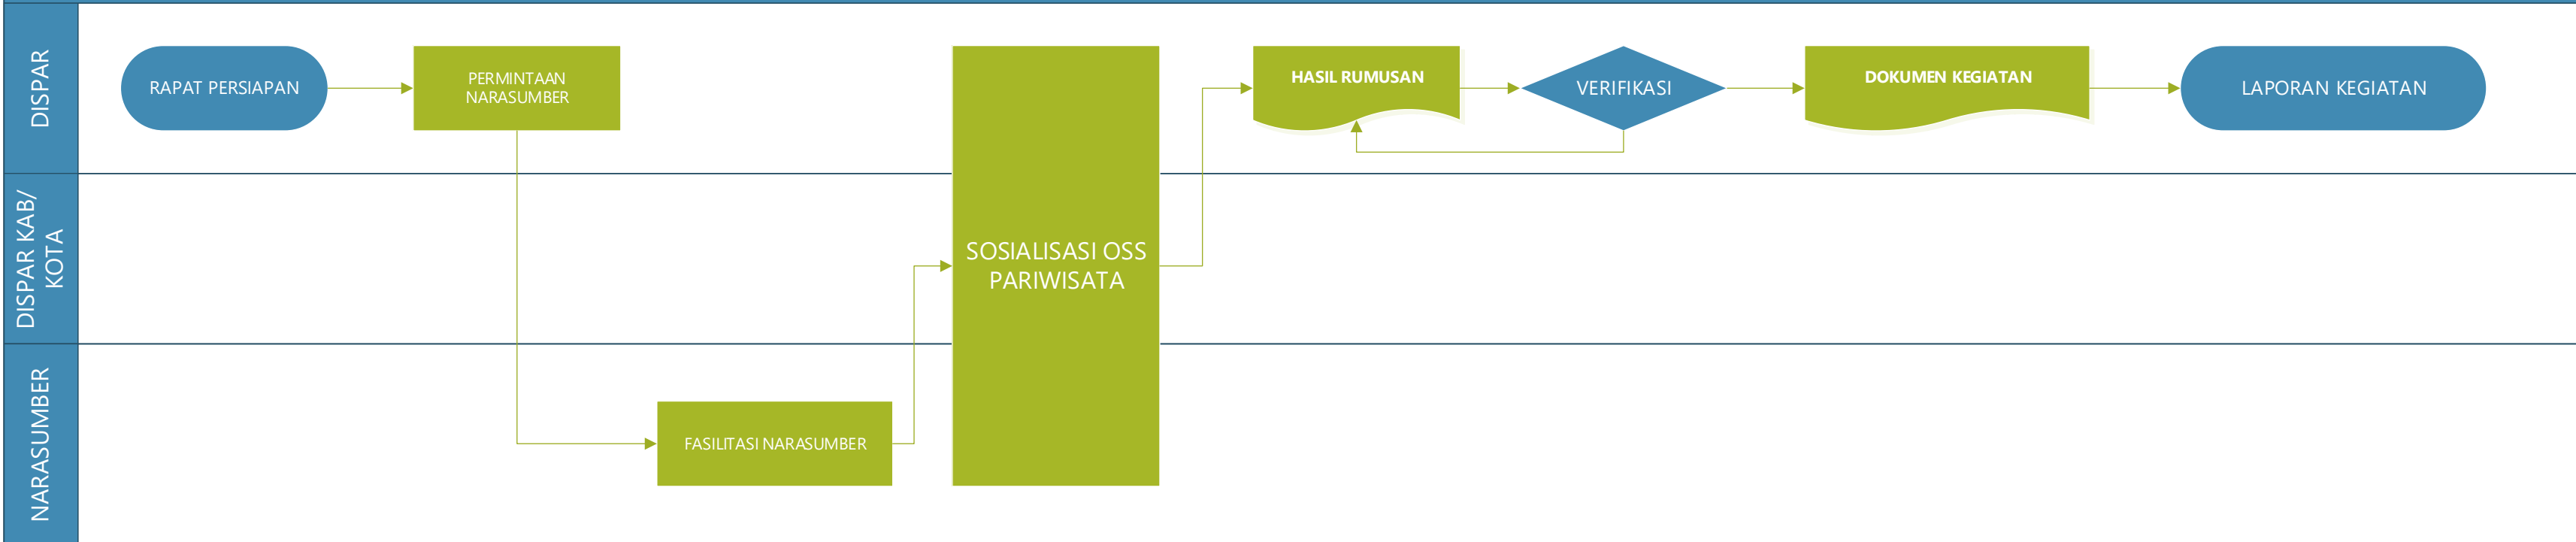 DISPAR
RAPAT PERSIAPAN
PERMINTAAN
NARASUMBER
HASIL RUMUSAN
VERIFIKASI
DOKUMEN KEGIATAN
LAPORAN KEGIATAN
DISPAR KAB/
KOTA
SOSIALISASI OSS
PARIWISATA
NARASUMBER
FASILITASI NARASUMBER